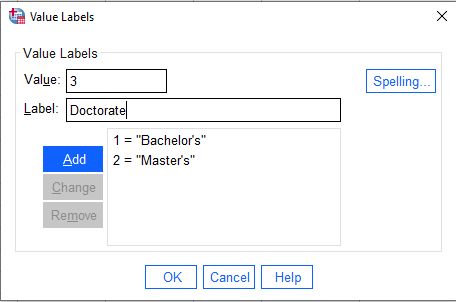 Value Labels
Value Labels
Value: 3
Spelling...
Label: Doctorate
Add
Change
Remove
1 = "Bachelor's"
2 = "Master's"
OK Cancel Help